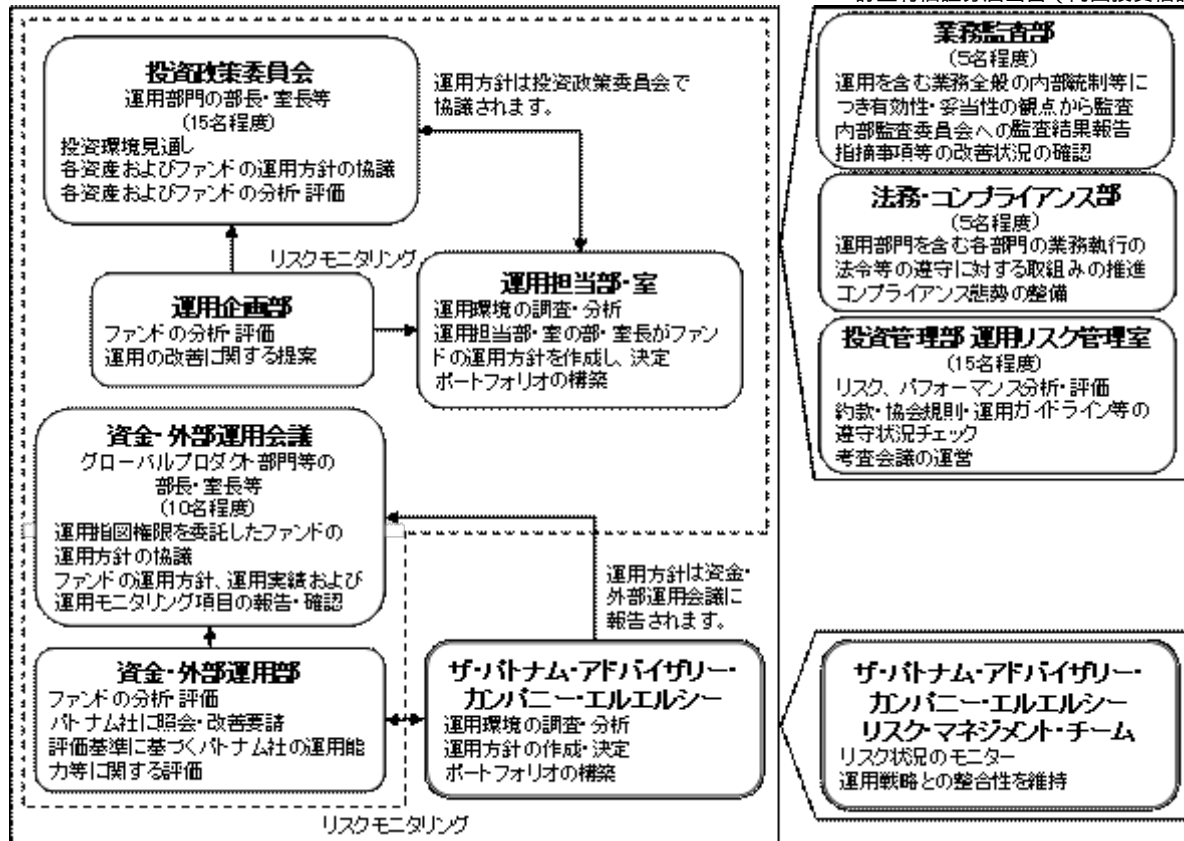 投資政策委員会
運用部門の部長・室長等
(15名程度)
投資環境見通し
各資産およびファンドの運用方針の協議
各資産およびファンドの分析・評価
運用方針は投資政策委員会で
協議されます。
リスクモニタリング
運用企画部
ファンドの分析・評価
運用の改善に関する提案
運用担当部・室
運用環境の調査・分析
運用担当部・室の部・室長がファン
ドの運用方針を作成し、決定
ポートフォリオの構築
資金・外部運用会議
グローバルプロダクト部門等の
部長・室長等
(10名程度)
運用指図権限を委託したファンドの
運用方針の協議
ファンドの運用方針、運用実績および
運用モニタリング項目の報告・確認
運用方針は資金・
外部運用会議に
報告されます。
資金・外部運用部
ファンドの分析・評価
パトナム社に照会・改善要請
評価基準に基づくパトナム社の運用能
力等に関する評価
ザ・パトナム・アドバイザリー・
カンパニー・エルエルシー
運用環境の調査・分析
運用方針の作成・決定
ポートフォリオの構築
リスクモニタリング
業務監査部
(5名程度)
運用を含む業務全般の内部統制等に
つき有効性・妥当性の観点から監査
内部監査委員会への監査結果報告
指摘事項等の改善状況の確認
法務・コンプライアンス部
(5名程度)
運用部門を含む各部門の業務執行の
法令等の遵守に対する取組みの推進
コンプライアンス態勢の整備
投資管理部 運用リスク管理室
(15名程度)
リスク、パフォーマンス分析・評価
約款・協会規則・運用ガイドライン等の
遵守状況チェック
考査会議の運営
ザ・パトナム・アドバイザリー・
カンパニー・エルエルシー
リスク・マネジメント・チーム
リスク状況のモニター
運用戦略との整合性を維持